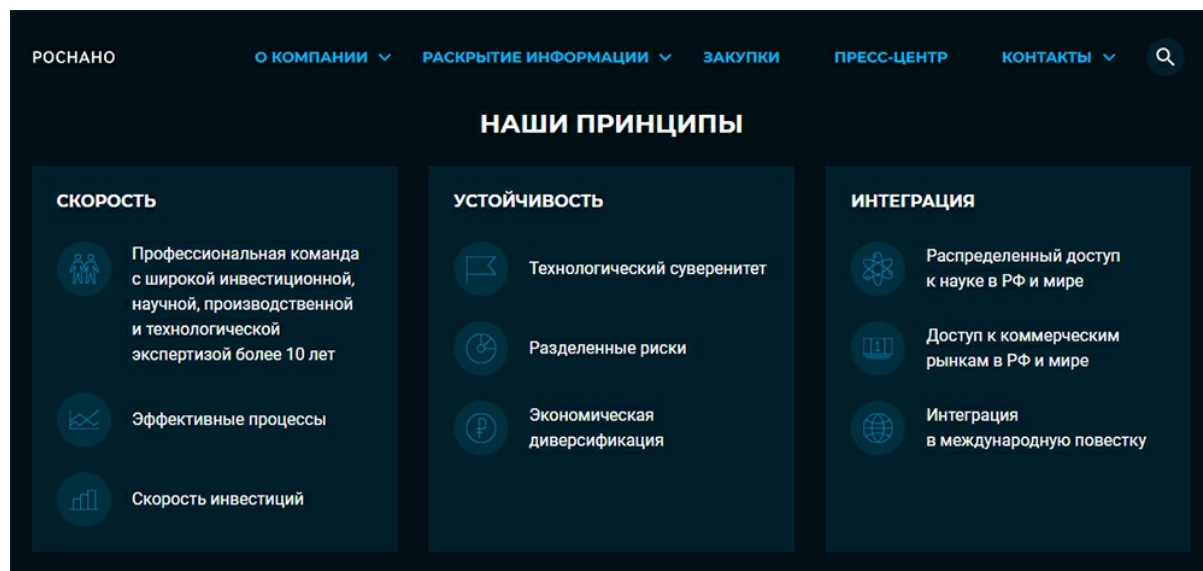 РОСНАНО
О КОМПАНИИ
РАСКРЫТИЕ ИНФОРМАЦИИ
ЗАКУПКИ
ПРЕСС-ЦЕНТР
КОНТАКТЫ
НАШИ ПРИНЦИПЫ
СКОРОСТЬ
Профессиональная команда
с широкой инвестиционной,
научной, производственной
и технологической
экспертизой более 10 лет
Эффективные процессы
Скорость инвестиций
УСТОЙЧИВОСТЬ
Технологический суверенитет
Разделенные риски
Экономическая
диверсификация
ИНТЕГРАЦИЯ
Распределенный доступ
к науке в РФ и мире
1
Доступ к коммерческим
рынкам в РФ и мире
Интеграция
в международную повестку